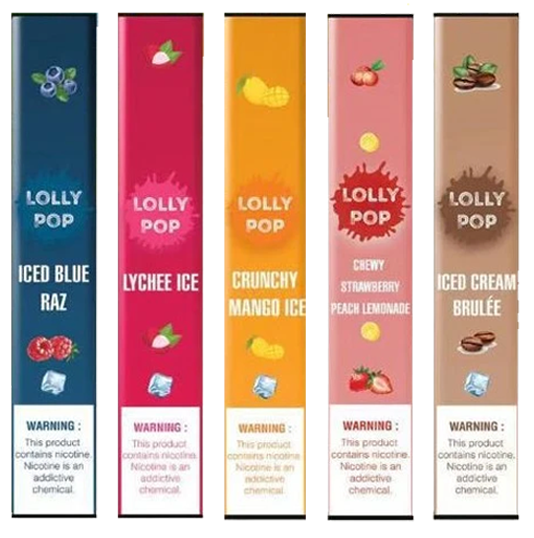 LOLLY
POP
ICED BLUE
RAZ
WARNING :
This product
contains nicotine.
Nicotine is an
addictive
chemical.
LOLLY
POP
LYCHEE ICE
WARNING :
This product
contains nicotine.
Nicotine is an
addictive
chemical.
LOLLY
POP
CRUNCHY
MANGO ICE
WARNING :
This product
contains nicotine.
Nicotine is an
addictive
chemical.
LOLLY
POP
CHEWY
STRAWBERRY
PEACH LEMONADE
WARNING :
This product
contains nicotine.
Nicotine is an
addictive
chemical.
LOLLY
POP
ICED CREAM
BRULÉE
WARNING :
This product
contains nicotine.
Nicotine is an
addictive
chemical.